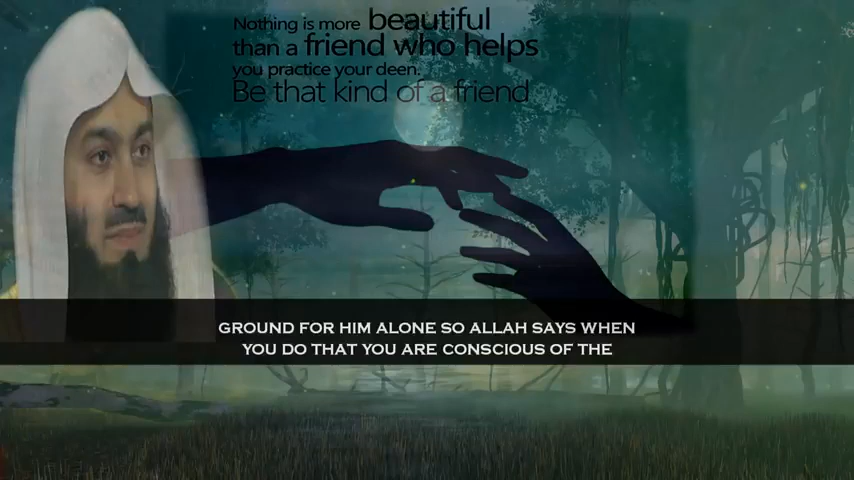 Nothing is more beautiful
than a friend who helps
you practice your deen.
Be that kind of a friend
GROUND FOR HIM ALONE SO ALLAH SAYS WHEN
YOU DO THAT YOU ARE CONSCIOUS OF THE